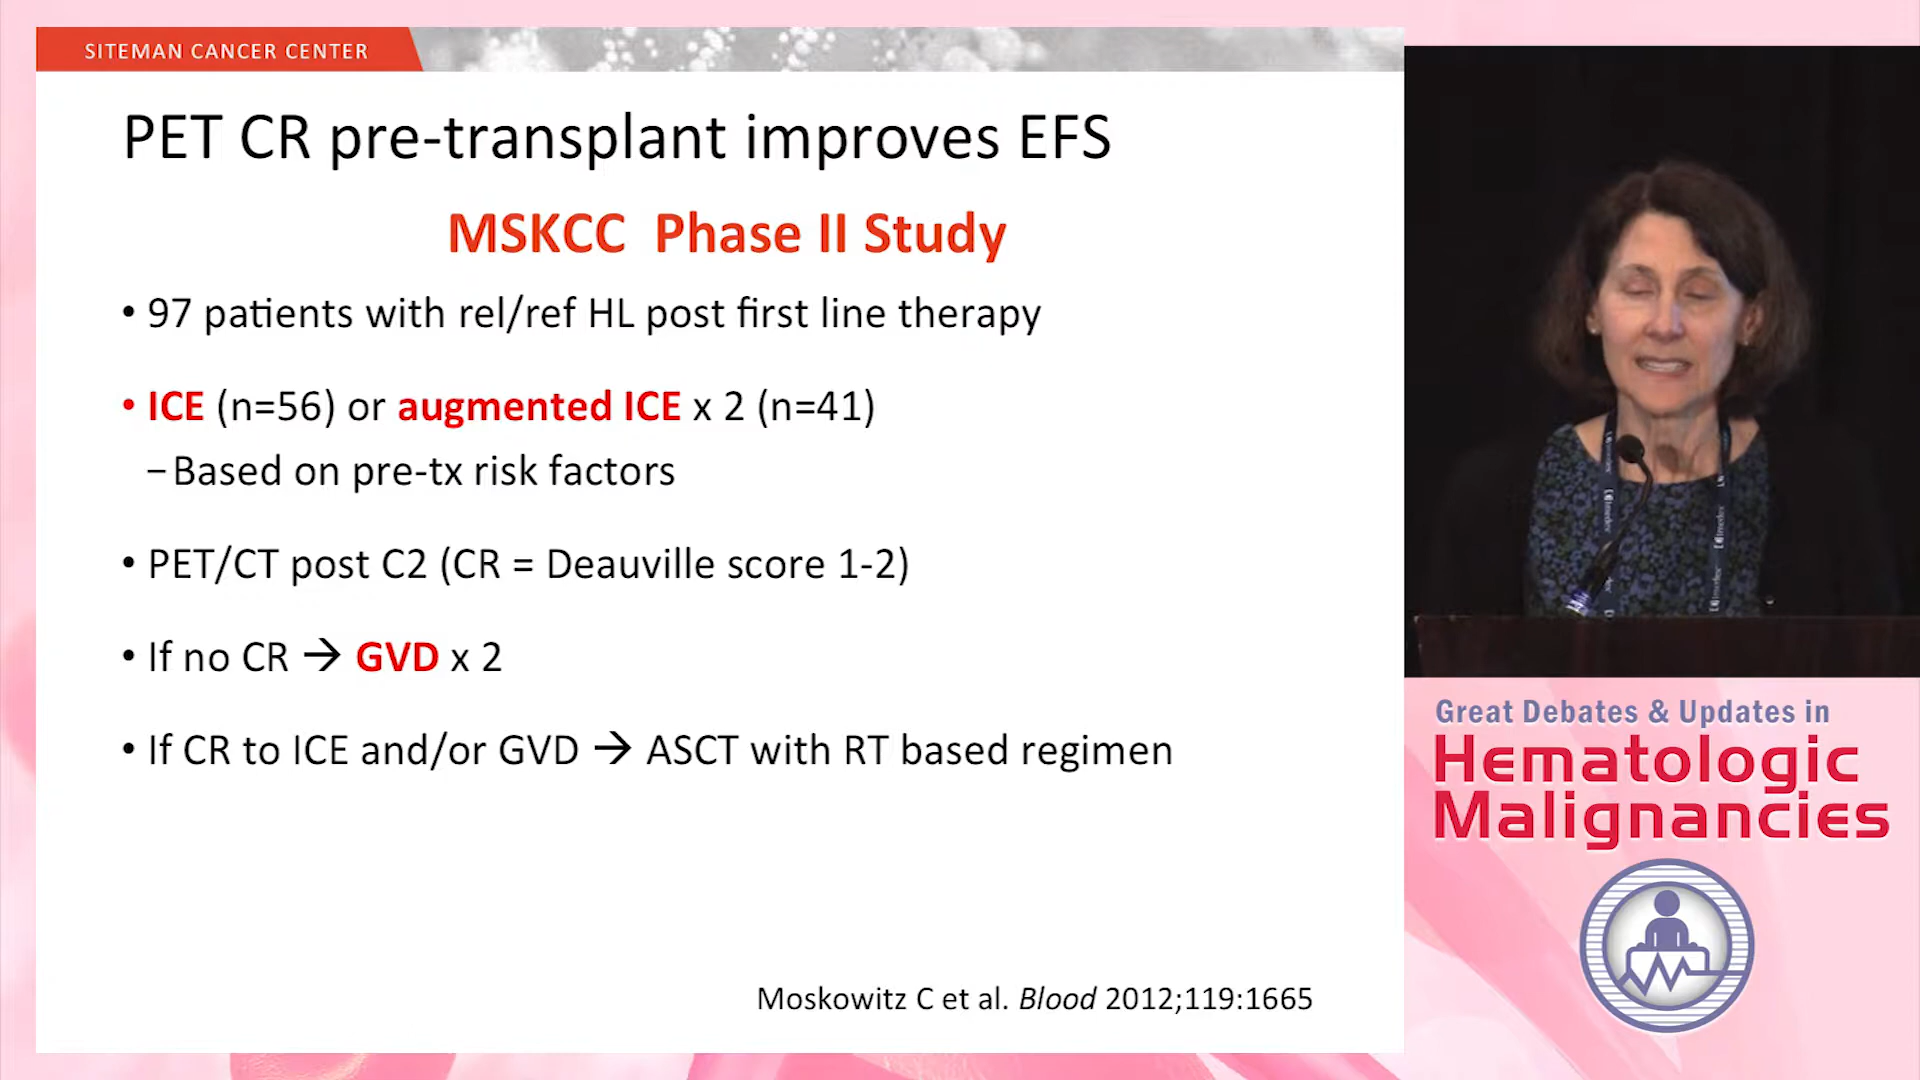 SITEMAN CANCER CENTER
PET CR pre-transplant improves EFS
MSKCC Phase II Study
• 97 patients with rel/ref HL post first line therapy
• ICE (n=56) or augmented ICE x 2 (n=41)
– Based on pre-tx risk factors
• PET/CT post C2 (CR = Deauville score 1-2)
• If no CR → GVD x 2
• If CR to ICE and/or GVD → ASCT with RT based regimen
Moskowitz C et al. Blood 2012;119:1665
Great Debates & Updates in
Hematologic
Malignancies